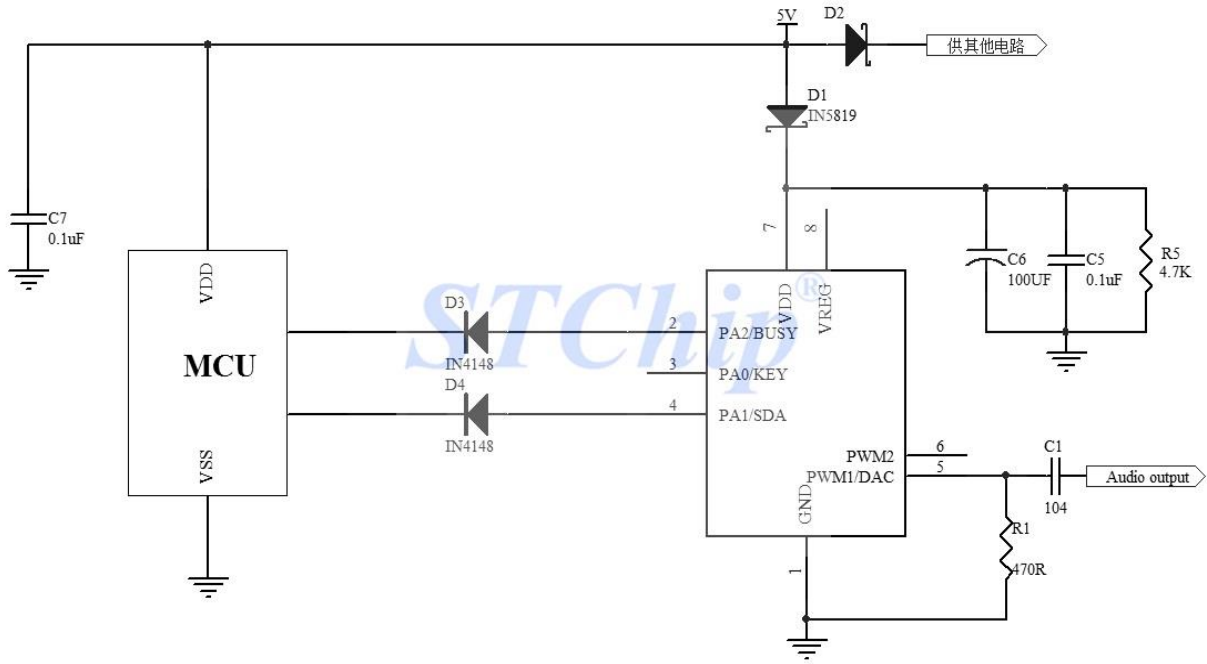 5V
D2
供其他电路
D1
IN5819
C7
0.1uF
7
8
VDD
VDD
VREG
C6
100UF
C5
0.1uF
R5
4.7K
STChip®
D3
IN4148
2
PA2/BUSY
MCU
3
PA0/KEY
D4
IN4148
4
PA1/SDA
VSS
PWM2
6
PWM1/DAC
5
GND
C1
104
Audio output
R1
470R
1